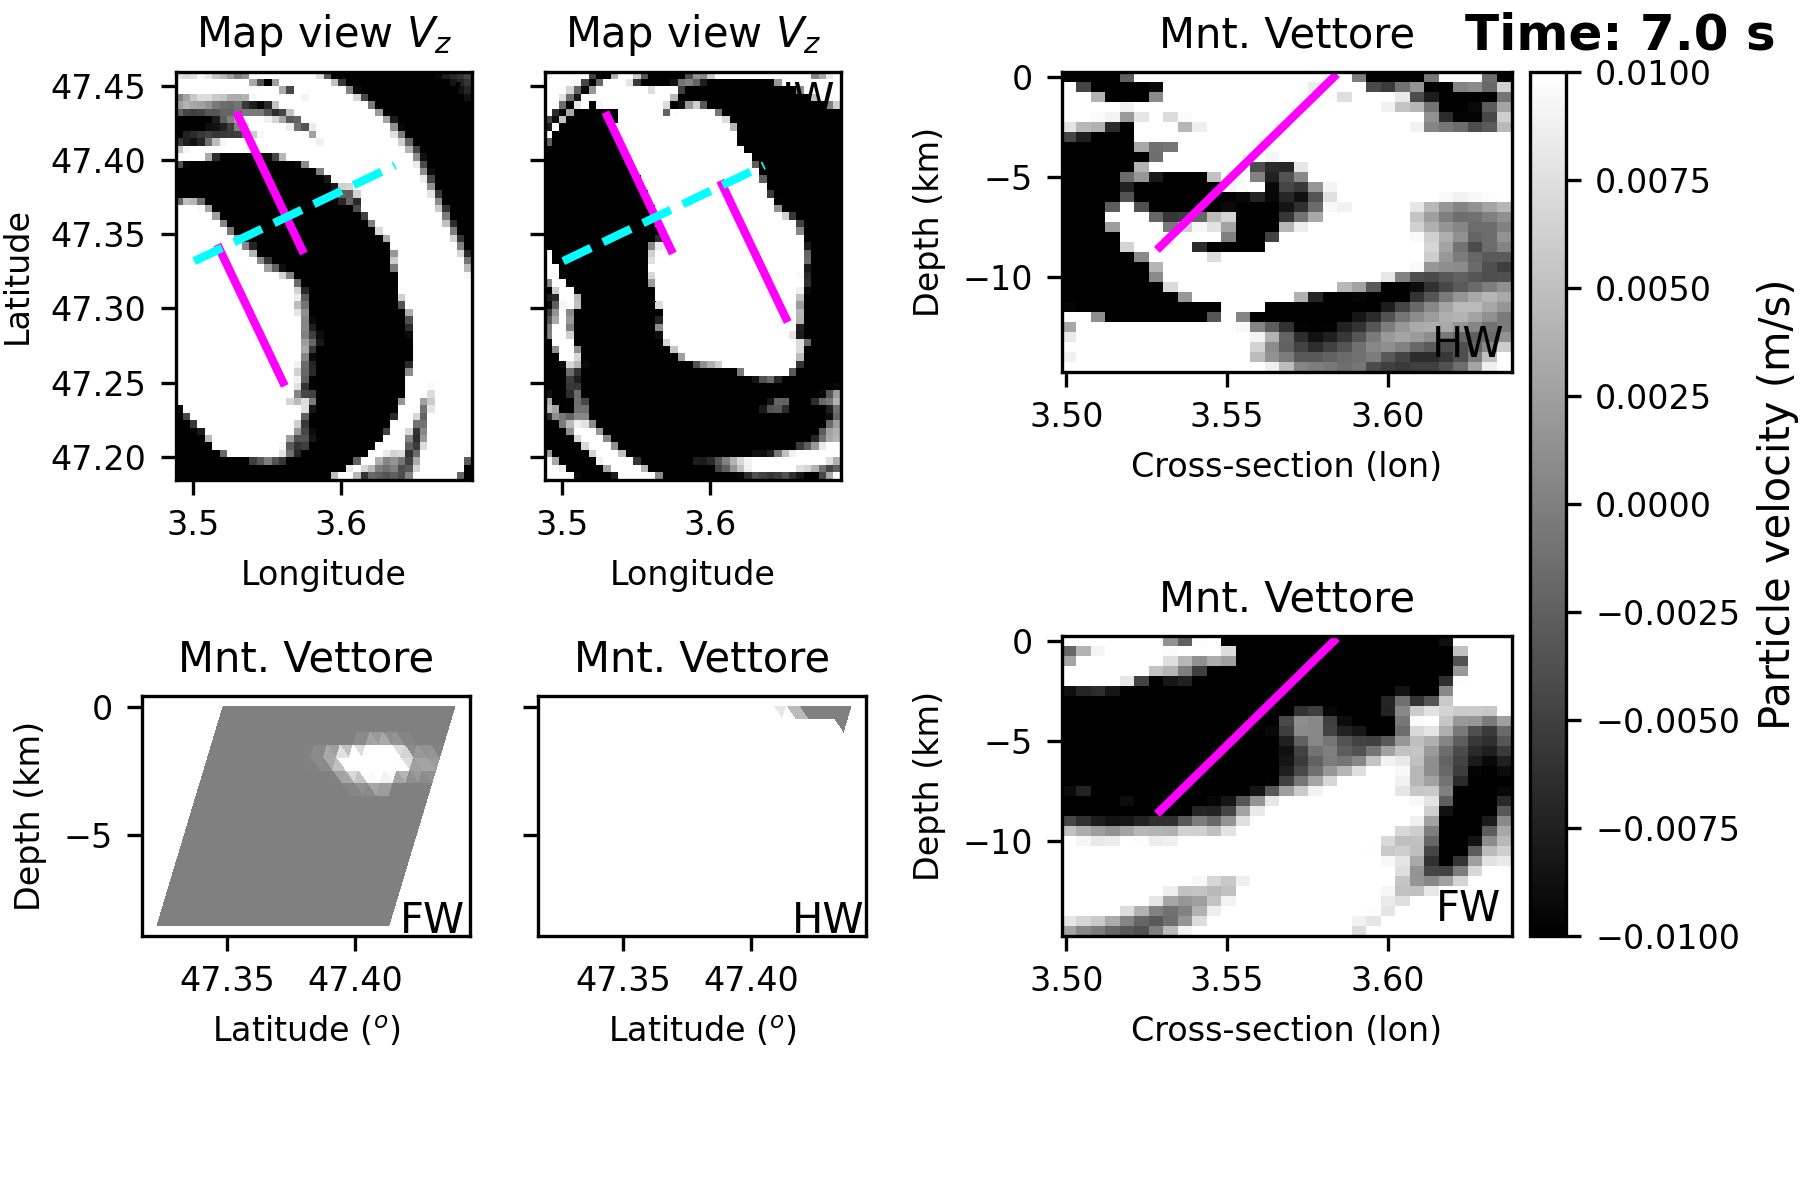 Map view Vz
Map view Vz
Mnt. Vettore
Time: 7.0 s
47.45
47.40
47.35
47.30
47.25
47.20
Latitude
3.5
3.6
Longitude
3.5
3.6
Longitude
0
−5
−10
Depth (km)
HW
3.50
3.55
3.60
Cross-section (lon)
0.0100
0.0075
0.0050
0.0025
0.0000
−0.0025
−0.0050
−0.0075
−0.0100
Particle velocity (m/s)
Mnt. Vettore
0
−5
Depth (km)
FW
47.35
47.40
Latitude (o)
Mnt. Vettore
HW
47.35
47.40
Latitude (o)
Mnt. Vettore
0
−5
−10
Depth (km)
FW
3.50
3.55
3.60
Cross-section (lon)